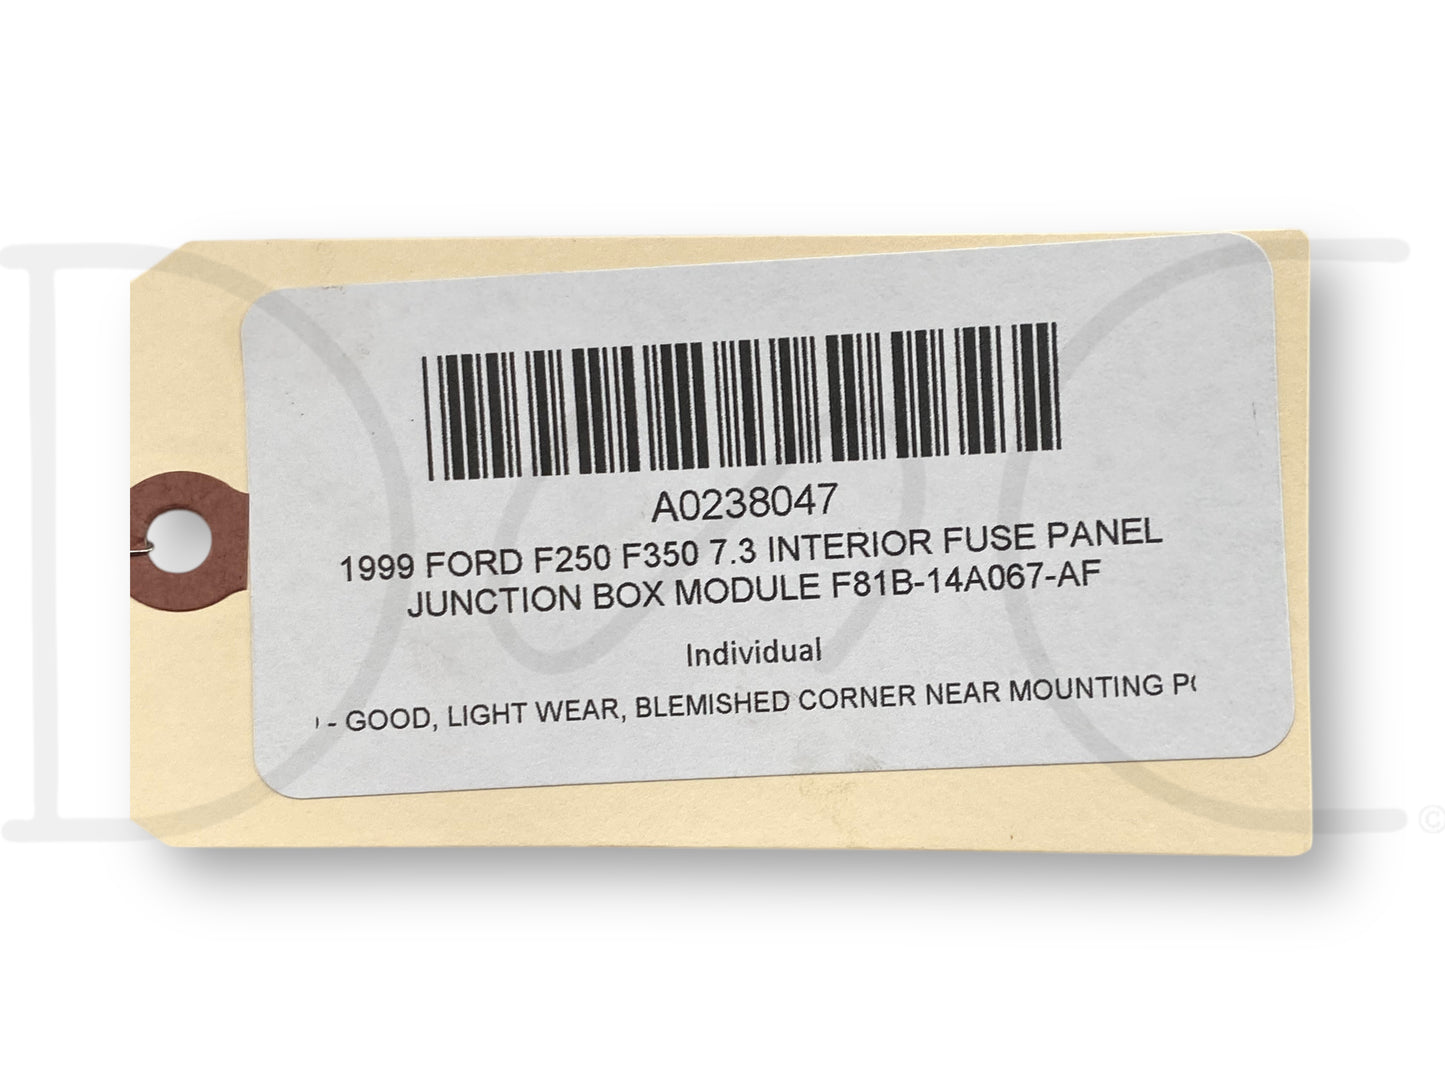 A0238047
1999 FORD F250 F350 7.3 INTERIOR FUSE PANEL
JUNCTION BOX MODULE F81B-14A067-AF
Individual
- GOOD, LIGHT WEAR, BLEMISHED CORNER NEAR MOUNTING
©